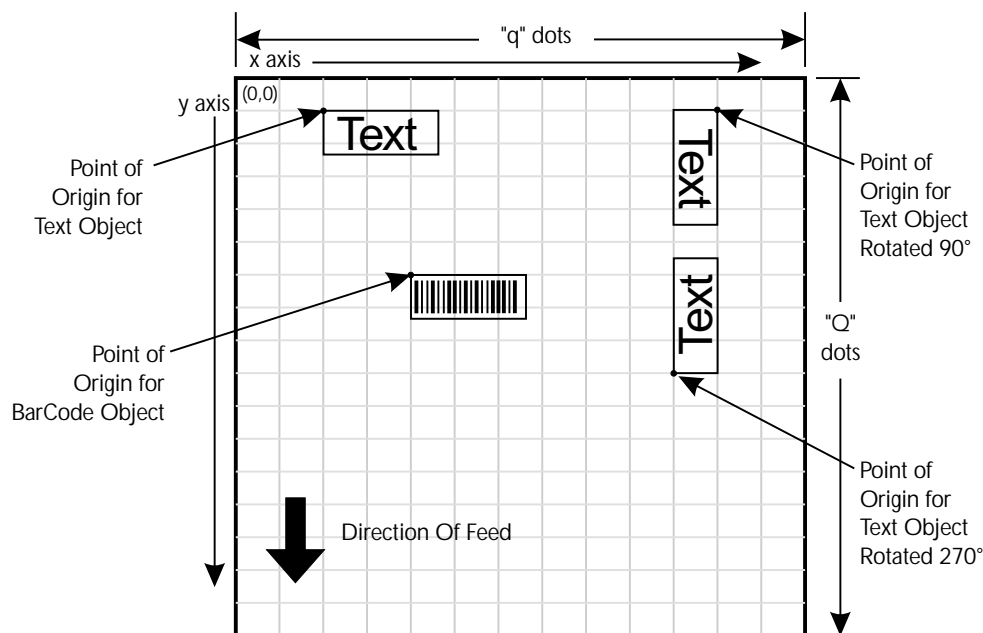 "q" dots
x axis
y axis
(0,0)
Text
Point of
Origin for
Text Object
Text
Point of
Origin for
Text Object
Rotated 90°
Text
"Q"
dots
Point of
Origin for
BarCode Object
Point of
Origin for
Text Object
Rotated 270°
Direction Of Feed